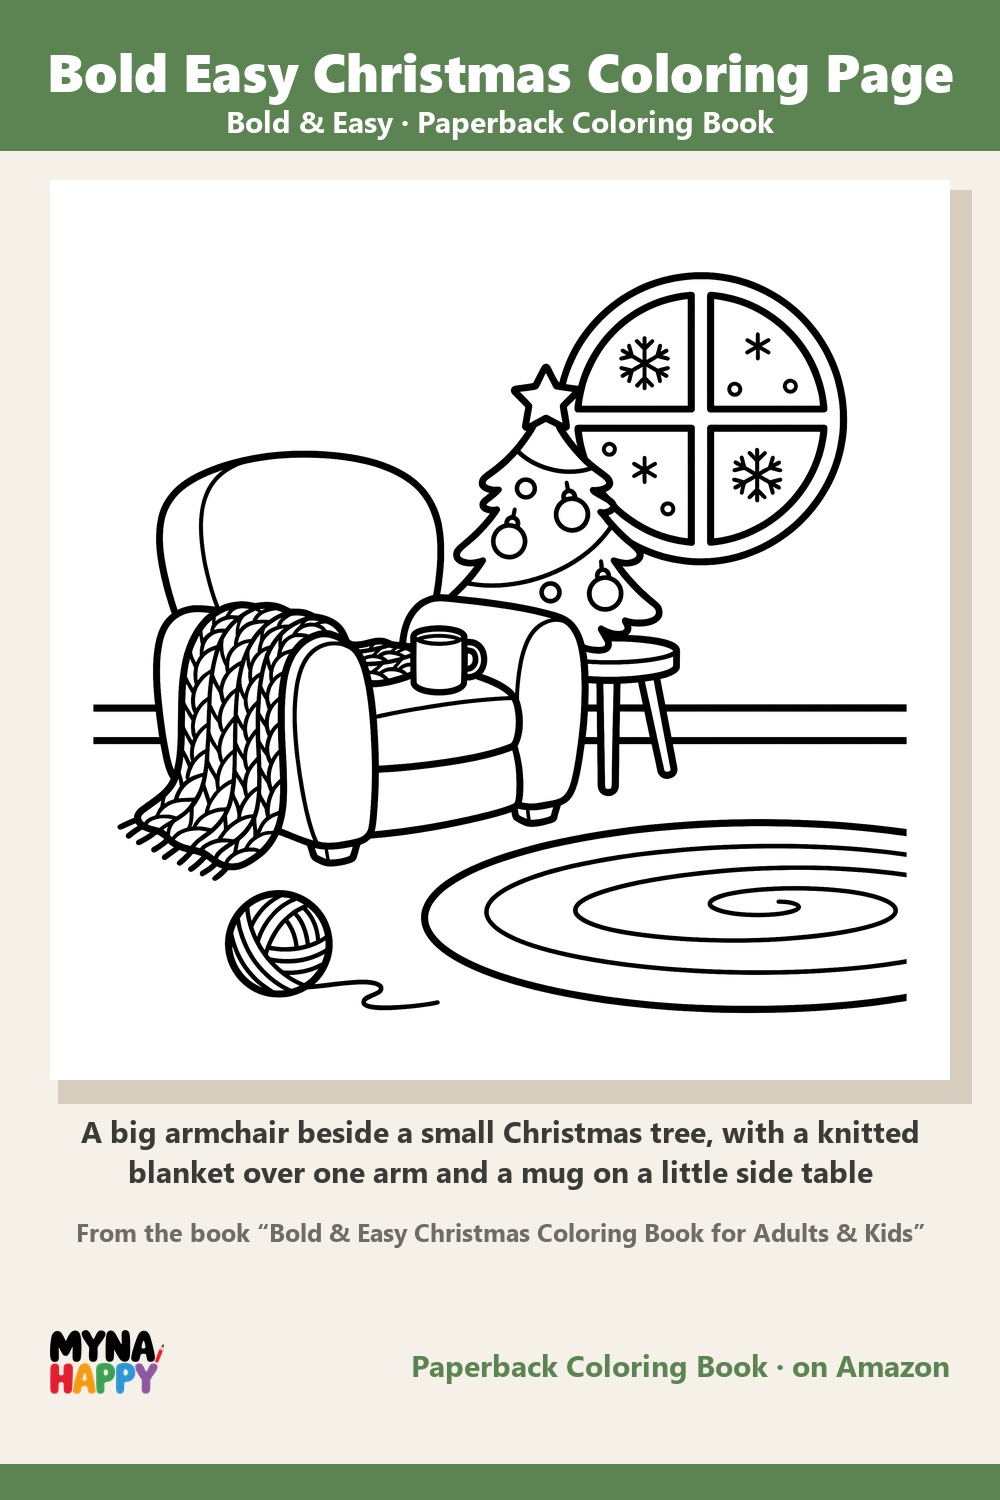 Bold Easy Christmas Coloring Page
Bold & Easy · Paperback Coloring Book
A big armchair beside a small Christmas tree, with a knitted
blanket over one arm and a mug on a little side table
From the book “Bold & Easy Christmas Coloring Book for Adults & Kids”
MYNA
HAPPY
Paperback Coloring Book · on Amazon